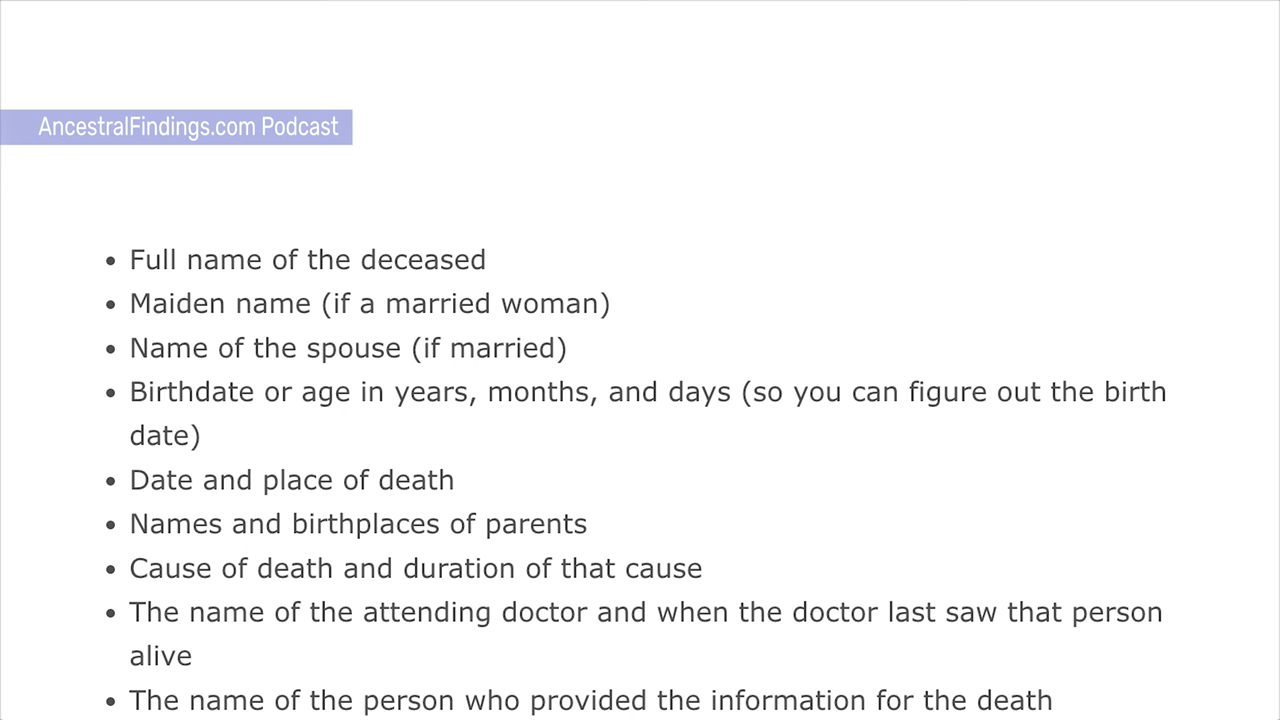 AncestralFindings.com Podcast
• Full name of the deceased
• Maiden name (if a married woman)
• Name of the spouse (if married)
• Birthdate or age in years, months, and days (so you can figure out the birth
date)
• Date and place of death
• Names and birthplaces of parents
• Cause of death and duration of that cause
• The name of the attending doctor and when the doctor last saw that person
alive
• The name of the person who provided the information for the death